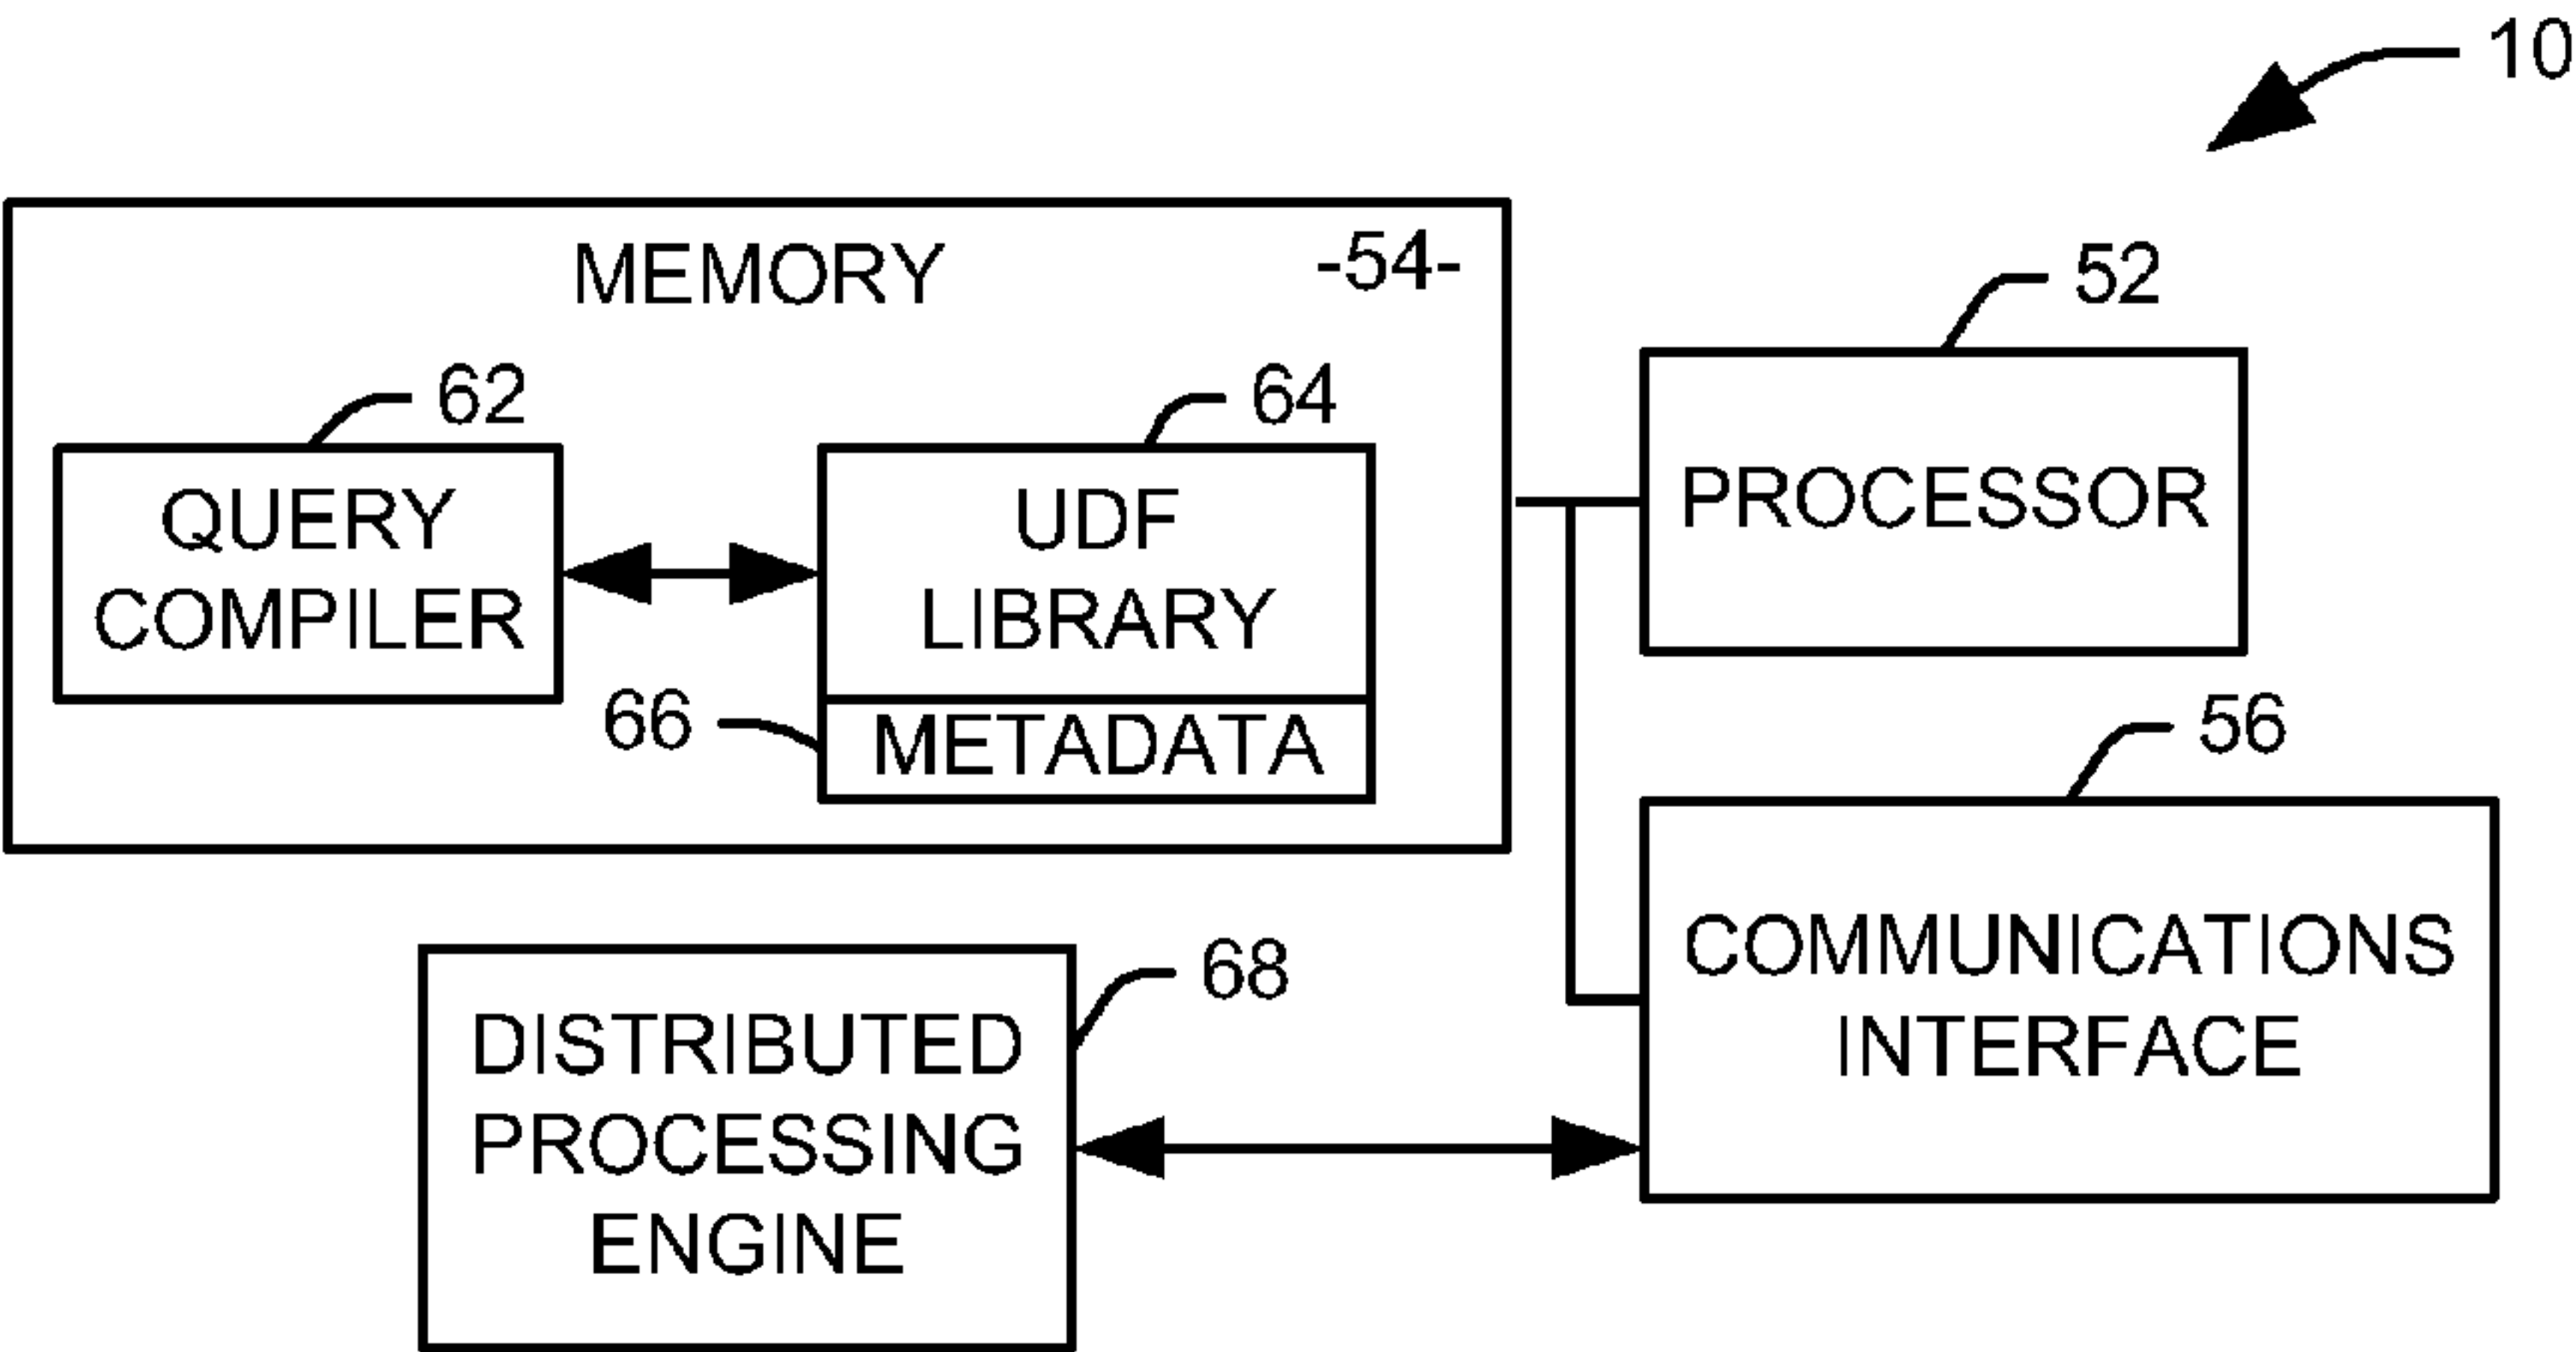 10
MEMORY
-54-
52
62
64
QUERY
COMPILER
UDF
LIBRARY
PROCESSOR
66
METADATA
56
68
DISTRIBUTED
PROCESSING
ENGINE
COMMUNICATIONS
INTERFACE